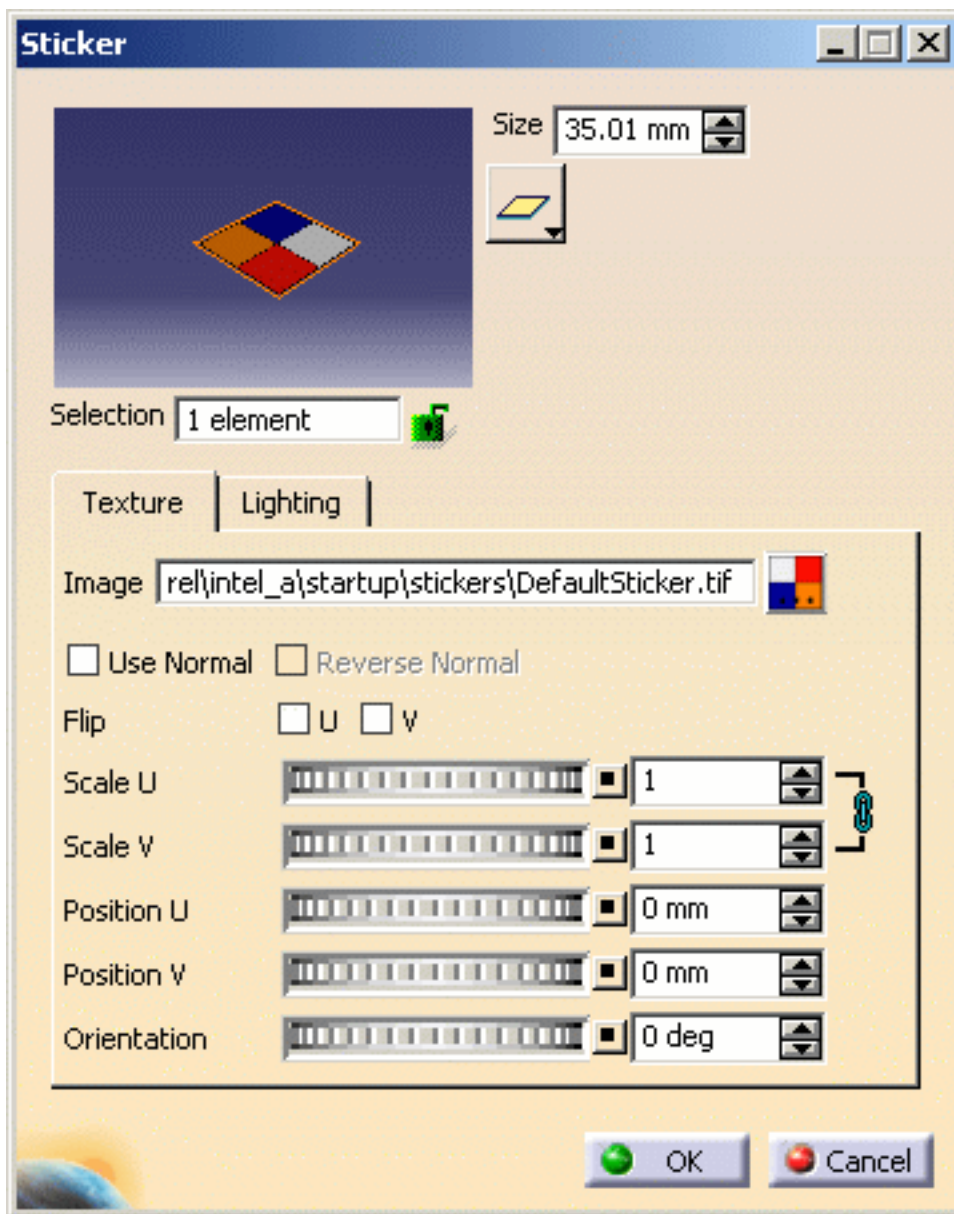 Sticker
Size 35.01 mm
Selection 1 element
Texture Lighting
Image rel\intel_a\startup\stickers\DefaultSticker.tif
Use Normal Reverse Normal
Flip U V
Scale U 1
Scale V 1
Position U 0 mm
Position V 0 mm
Orientation 0 deg
OK Cancel